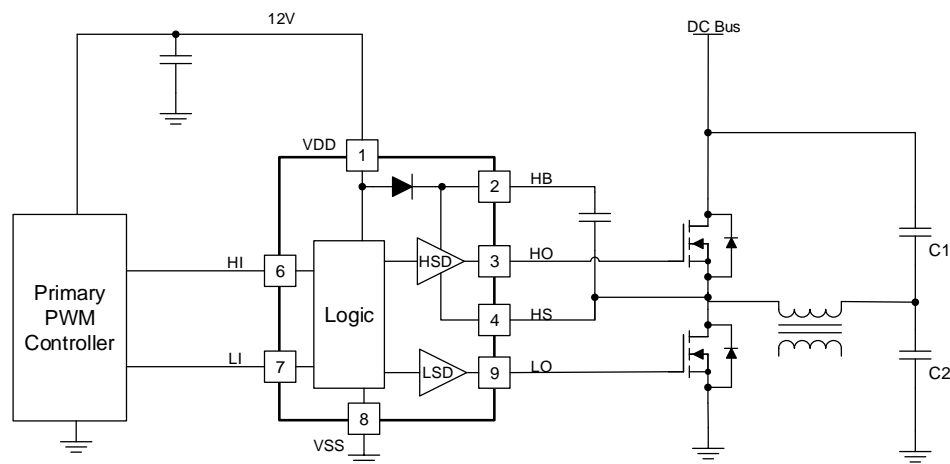 12V
DC Bus
VDD
1
2
HB
HI
6
HSD
3
HO
C1
Primary
PWM
Controller
Logic
4
HS
LI
7
LSD
9
LO
C2
8
VSS